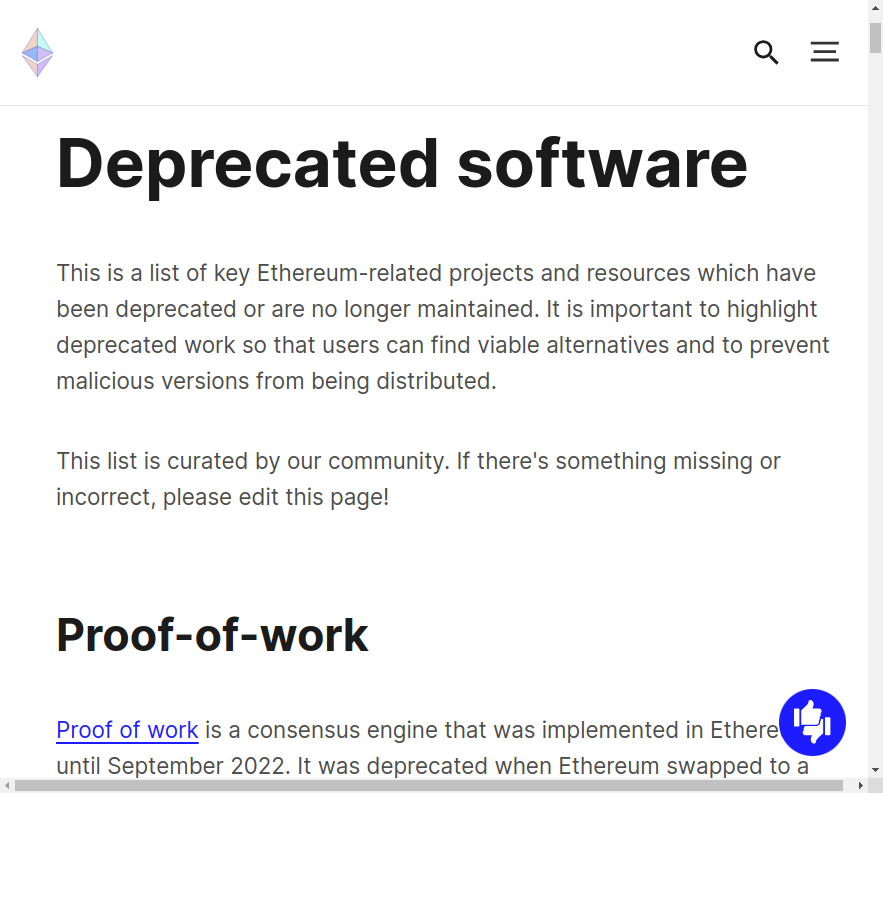 Deprecated software
This is a list of key Ethereum-related projects and resources which have
been deprecated or are no longer maintained. It is important to highlight
deprecated work so that users can find viable alternatives and to prevent
malicious versions from being distributed.
This list is curated by our community. If there's something missing or
incorrect, please edit this page!
Proof-of-work
Proof of work is a consensus engine that was implemented in Ethere
until September 2022. It was deprecated when Ethereum swapped to a